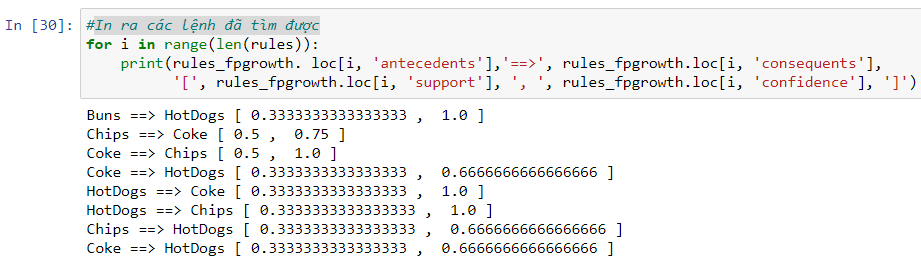 In [30]: #In ra các lệnh đã tìm được
for i in range(len(rules)):
    print(rules_fpgrowth. loc[i, 'antecedents'],'==>', rules_fpgrowth.loc[i, 'consequents'],
          '[', rules_fpgrowth.loc[i, 'support'], ', ', rules_fpgrowth.loc[i, 'confidence'], ']')
Buns ==> HotDogs [ 0.3333333333333333 ,  1.0 ]
Chips ==> Coke [ 0.5 ,  0.75 ]
Coke ==> Chips [ 0.5 ,  1.0 ]
Coke ==> HotDogs [ 0.3333333333333333 ,  0.6666666666666666 ]
HotDogs ==> Coke [ 0.3333333333333333 ,  1.0 ]
HotDogs ==> Chips [ 0.3333333333333333 ,  1.0 ]
Chips ==> HotDogs [ 0.3333333333333333 ,  0.6666666666666666 ]
Coke ==> HotDogs [ 0.3333333333333333 ,  0.6666666666666666 ]